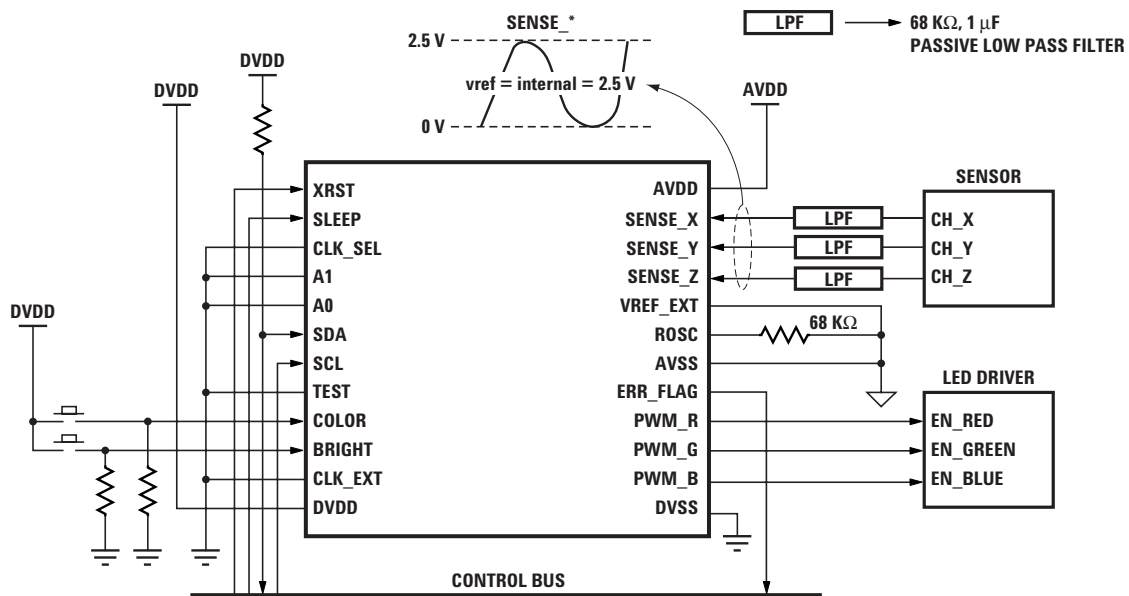 SENSE_*
2.5 V
vref = internal = 2.5 V
0 V
LPF
68 KΩ, 1 μF
PASSIVE LOW PASS FILTER
DVDD
DVDD
AVDD
DVDD
XRST
SLEEP
CLK_SEL
A1
A0
SDA
SCL
TEST
COLOR
BRIGHT
CLK_EXT
DVDD
AVDD
SENSE_X
SENSE_Y
SENSE_Z
VREF_EXT
ROSC
AVSS
ERR_FLAG
PWM_R
PWM_G
PWM_B
DVSS
LPF
LPF
LPF
68 KΩ
SENSOR
CH_X
CH_Y
CH_Z
LED DRIVER
EN_RED
EN_GREEN
EN_BLUE
CONTROL BUS